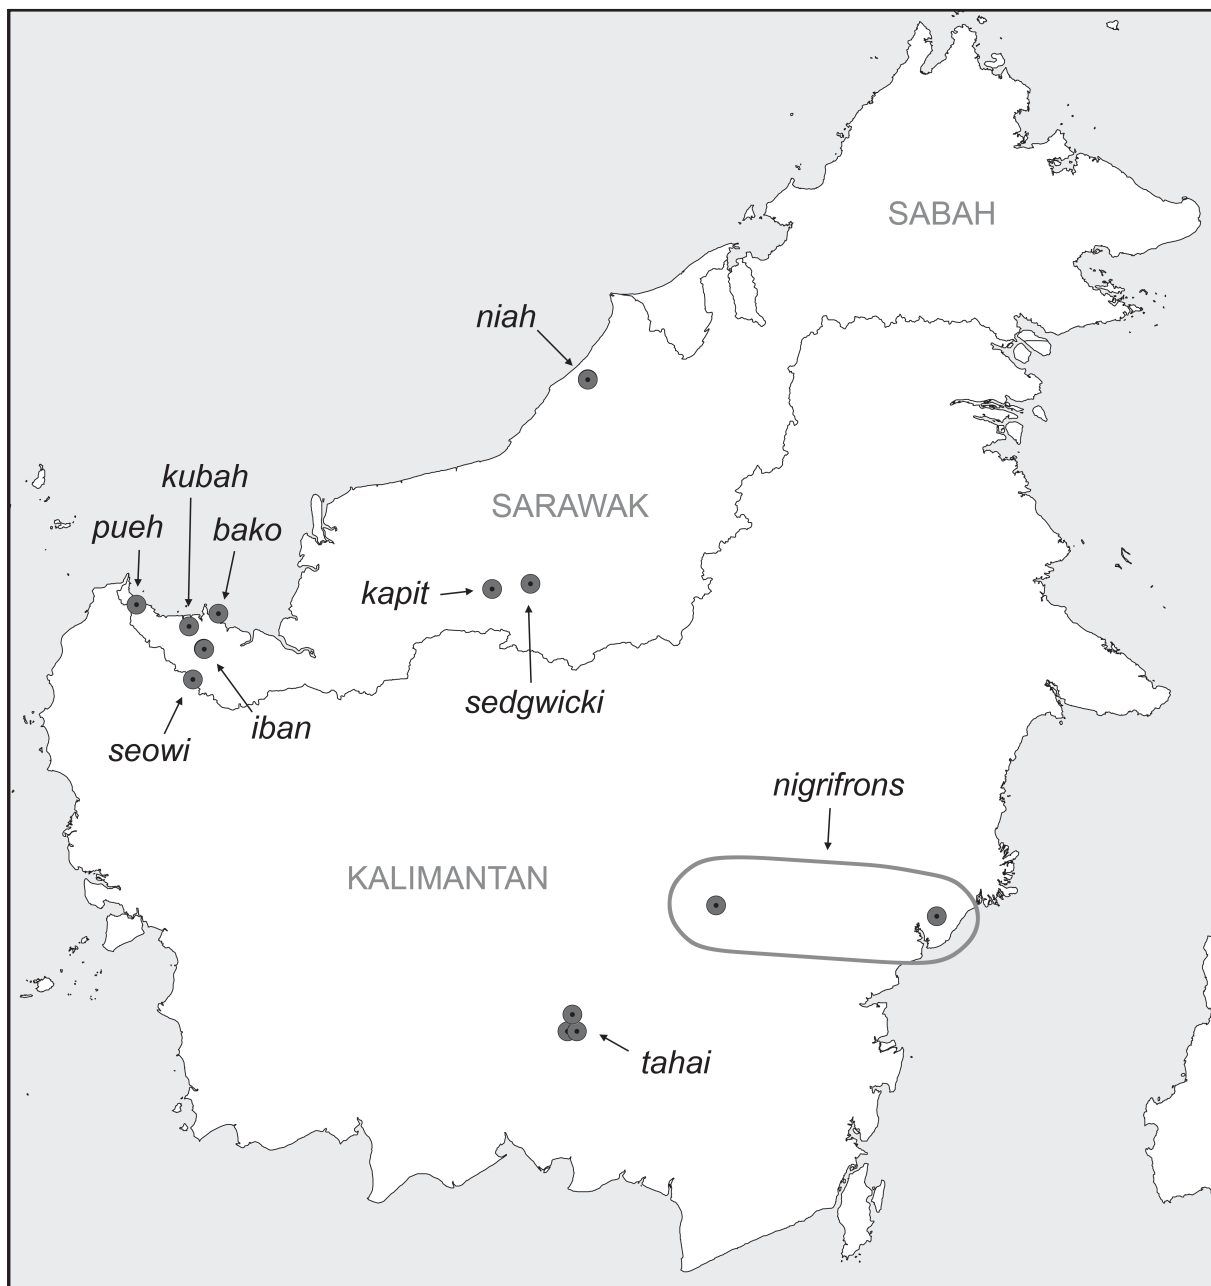 SABAH
niah
kubah
SARAWAK
pueh
bako
kapit
sedgwicki
iban
seowi
nigrifrons
KALIMANTAN
tahai